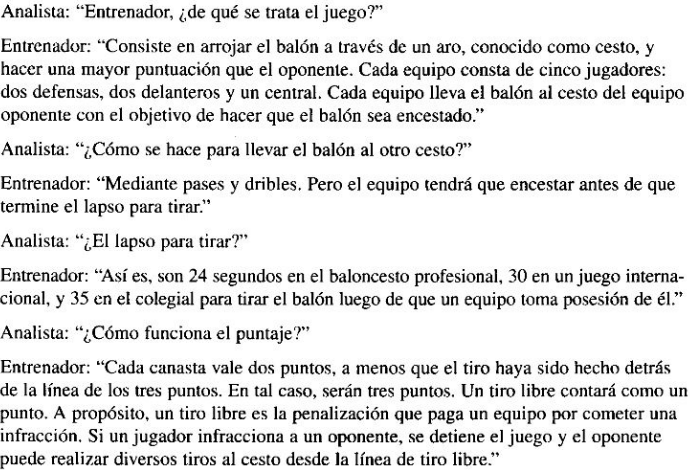 Analista: “Entrenador, ¿de qué se trata el juego?”
Entrenador: “Consiste en arrojar el balón a través de un aro, conocido como cesto, y
hacer una mayor puntuación que el oponente. Cada equipo consta de cinco jugadores:
dos defensas, dos delanteros y un central. Cada equipo lleva el balón al cesto del equipo
oponente con el objetivo de hacer que el balón sea encestado.”
Analista: “¿Cómo se hace para llevar el balón al otro cesto?”
Entrenador: “Mediante pases y dribles. Pero el equipo tendrá que encestar antes de que
termine el lapso para tirar.”
Analista: “¿El lapso para tirar?”
Entrenador: “Así es, son 24 segundos en el baloncesto profesional, 30 en un juego interna-
cional, y 35 en el colegial para tirar el balón luego de que un equipo toma posesión de él.”
Analista: “¿Cómo funciona el puntaje?”
Entrenador: “Cada canasta vale dos puntos, a menos que el tiro haya sido hecho detrás
de la línea de los tres puntos. En tal caso, serán tres puntos. Un tiro libre contará como un
punto. A propósito, un tiro libre es la penalización que paga un equipo por cometer una
infracción. Si un jugador infracciona a un oponente, se detiene el juego y el oponente
puede realizar diversos tiros al cesto desde la línea de tiro libre.”